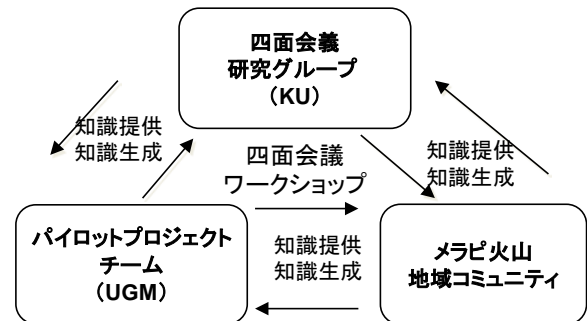 四面会議
研究グループ
（KU）
知識提供
知識生成
四面会議
ワークショップ
知識提供
知識生成
パイロットプロジェクト
チーム
（UGM）
知識提供
知識生成
メラピ火山
地域コミュニティ